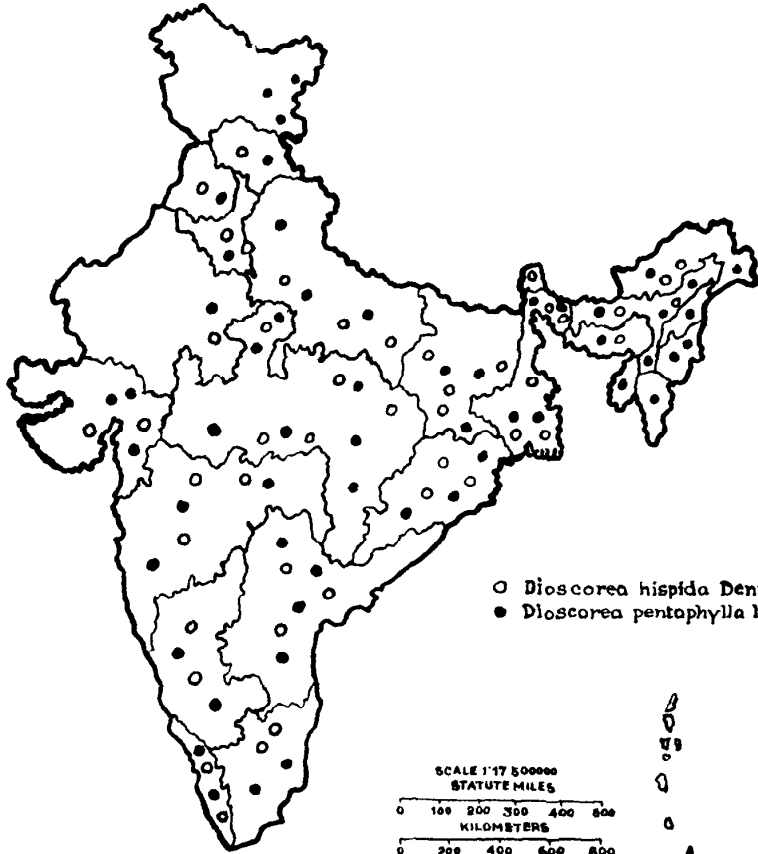 Dioscorea hispida Den
Dioscorea pentaphylla
SCALE 1:17 500000
STATUTE MILES
0 100 200 300 400 500
KILOMETERS
0 200 400 600 800